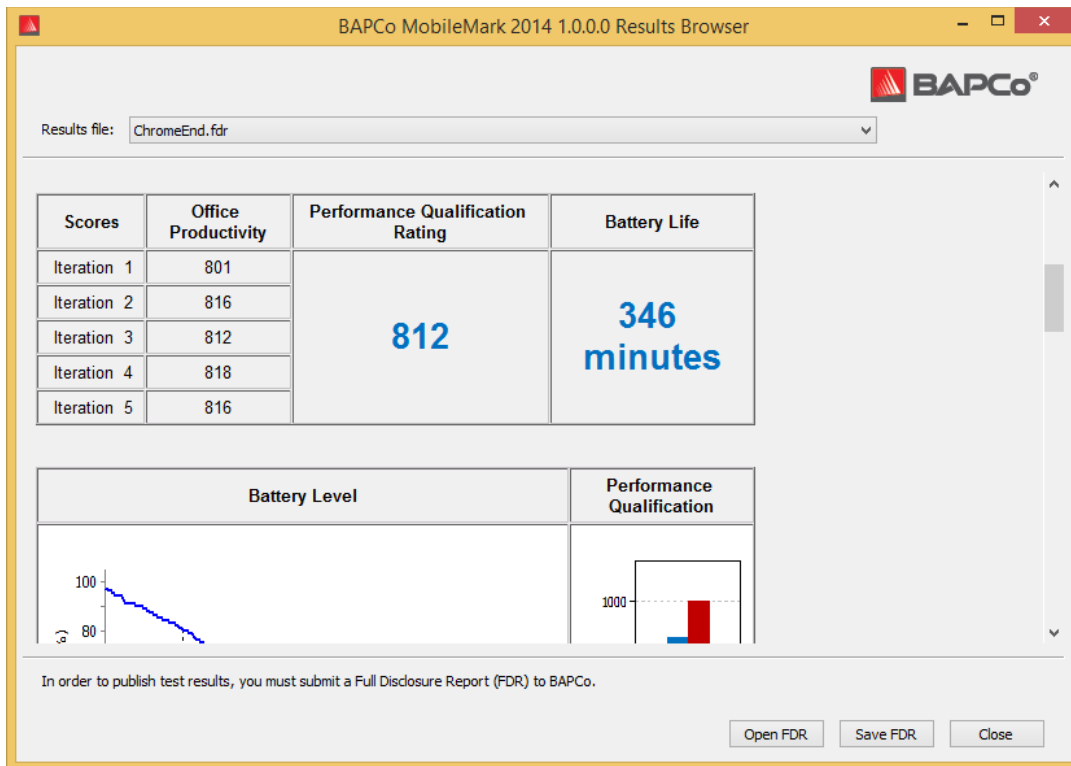 BAPCo MobileMark 2014 1.0.0.0 Results Browser
BAPCo®
Results file: ChromeEnd.fdr
Scores Office Productivity Performance Qualification Rating Battery Life
Iteration 1 801
Iteration 2 816
Iteration 3 812
Iteration 4 818
Iteration 5 816
812
346
minutes
Battery Level Performance
Qualification
100
80
1000
In order to publish test results, you must submit a Full Disclosure Report (FDR) to BAPCo.
Open FDR Save FDR Close